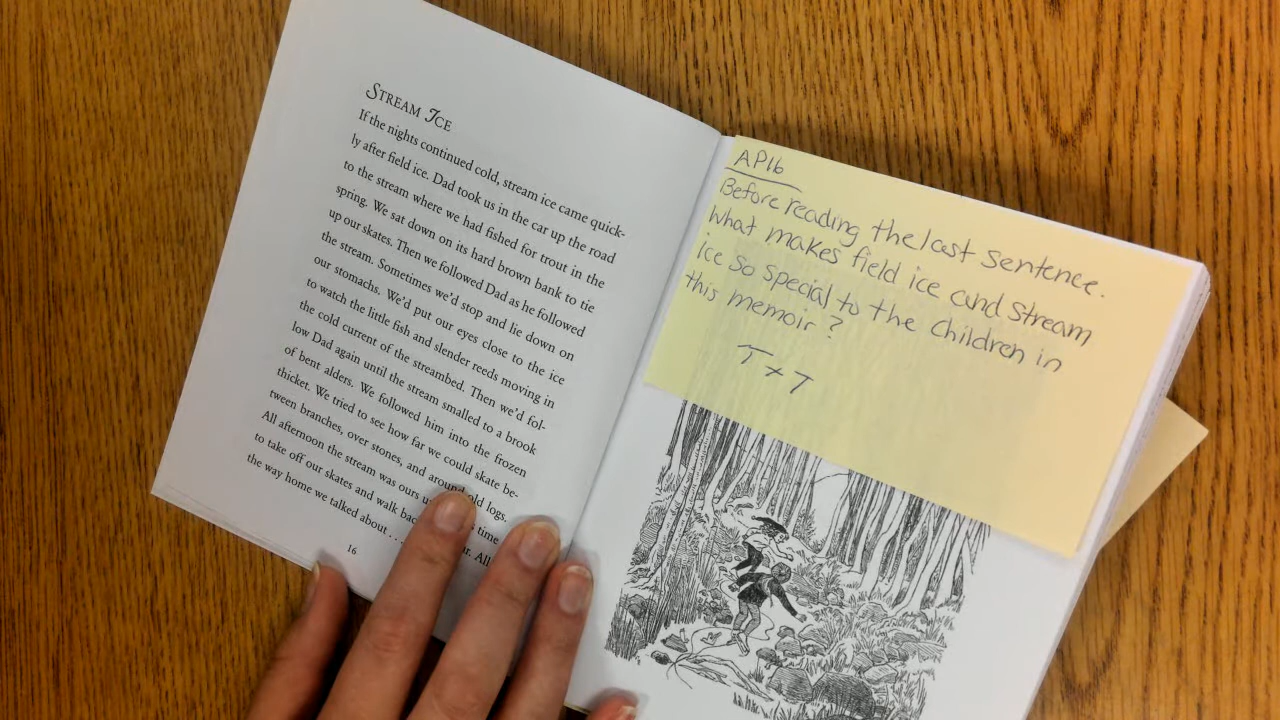 STREAM ICE
If the nights continued cold, stream ice came quick-
ly after field ice. Dad took us in the car up the road
to the stream where we had fished for trout in the
spring. We sat down on its hard brown bank to tie
up our skates. Then we followed Dad as he followed
the stream. Sometimes we'd stop and lie down on
our stomachs. We'd put our eyes close to the ice
to watch the little fish and slender reeds moving in
the cold current of the streambed. Then we'd fol-
low Dad again until the stream smalled to a brook
of bent alders. We followed him into the frozen
thicket. We tried to see how far we could skate be-
tween branches, over stones, and around old logs.
All afternoon the stream was ours time
to take off our skates and walk All
the way home we talked about . . .
16
AP1b
Before reading the last sentence.
What makes field ice and stream
ice so special to the children in
this memoir?
T+T